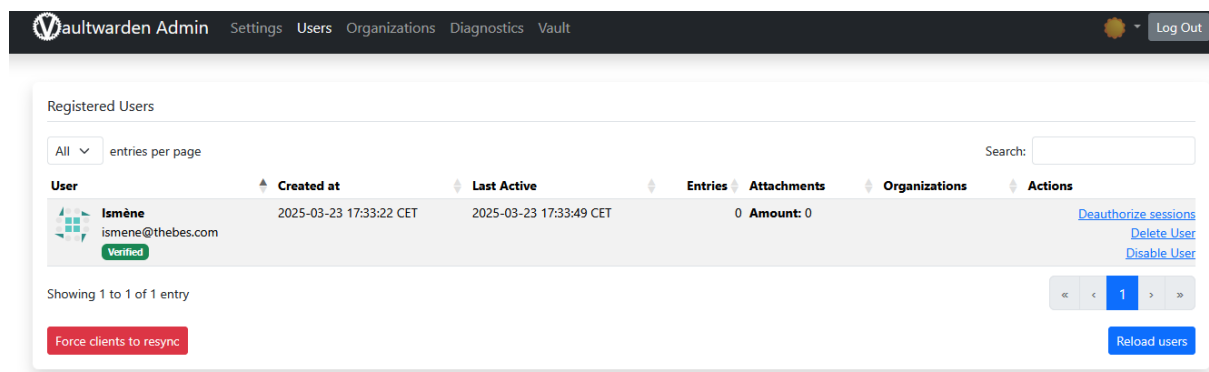 Vaultwarden Admin Settings Users Organizations Diagnostics Vault Log Out
Registered Users
All entries per page Search:
User Created at Last Active Entries Attachments Organizations Actions
Ismène 2025-03-23 17:33:22 CET 2025-03-23 17:33:49 CET 0 Amount: 0 Deauthorize sessions
ismene@thebes.com Delete User
Verified Disable User
Showing 1 to 1 of 1 entry « ‹ 1 › »
Force clients to resync Reload users